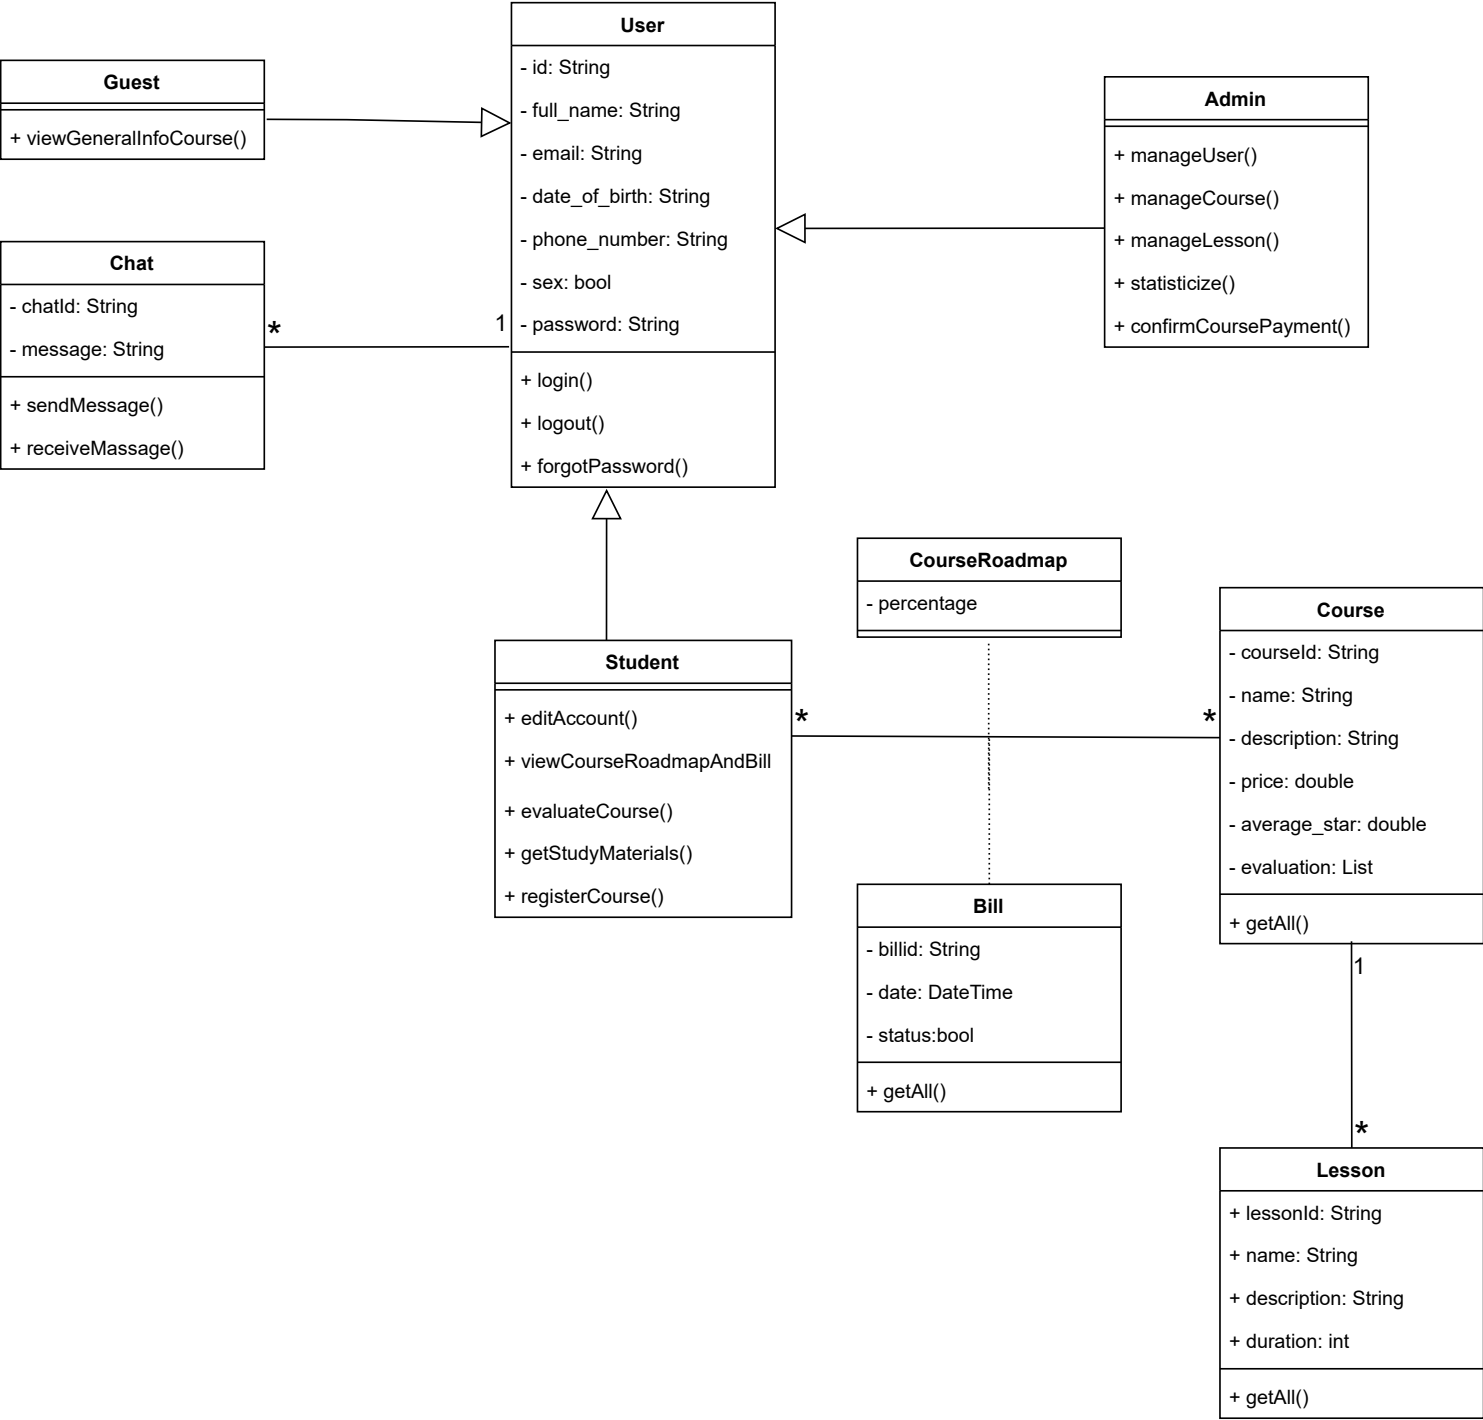 User
- id: String
- full_name: String
- email: String
- date_of_birth: String
- phone_number: String
- sex: bool
- password: String
+ login()
+ logout()
+ forgotPassword()
Guest
+ viewGeneralInfoCourse()
Admin
+ manageUser()
+ manageCourse()
+ manageLesson()
+ statisticize()
+ confirmCoursePayment()
Chat
- chatId: String
- message: String
+ sendMessage()
+ receiveMassage()
*
1
CourseRoadmap
- percentage
Student
+ editAccount()
+ viewCourseRoadmapAndBill
+ evaluateCourse()
+ getStudyMaterials()
+ registerCourse()
*
*
Course
- courseId: String
- name: String
- description: String
- price: double
- average_star: double
- evaluation: List
+ getAll()
Bill
- billid: String
- date: DateTime
- status:bool
+ getAll()
1
*
Lesson
+ lessonId: String
+ name: String
+ description: String
+ duration: int
+ getAll()